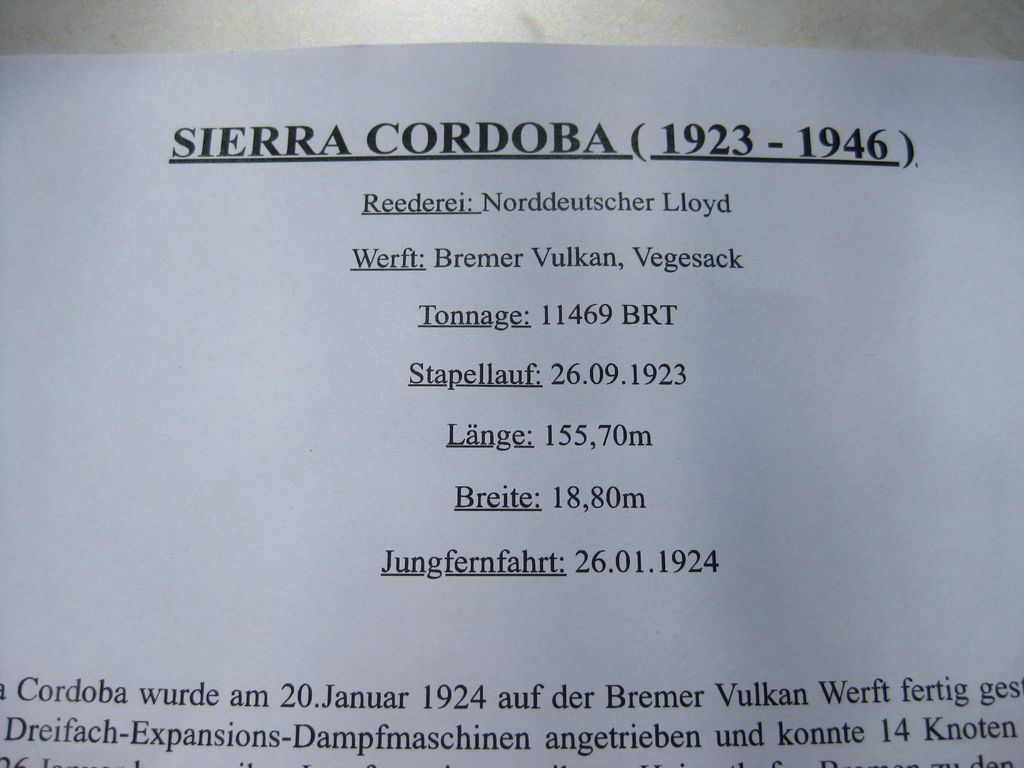 SIERRA CORDOBA ( 1923 - 1946 )
Reederei: Norddeutscher Lloyd
Werft: Bremer Vulkan, Vegesack
Tonnage: 11469 BRT
Stapellauf: 26.09.1923
Länge: 155,70m
Breite: 18,80m
Jungfernfahrt: 26.01.1924
Cordoba wurde am 20.Januar 1924 auf der Bremer Vulkan Werft fertig
Dreifach-Expansions-Dampfmaschinen angetrieben und konnte 14 Knoten